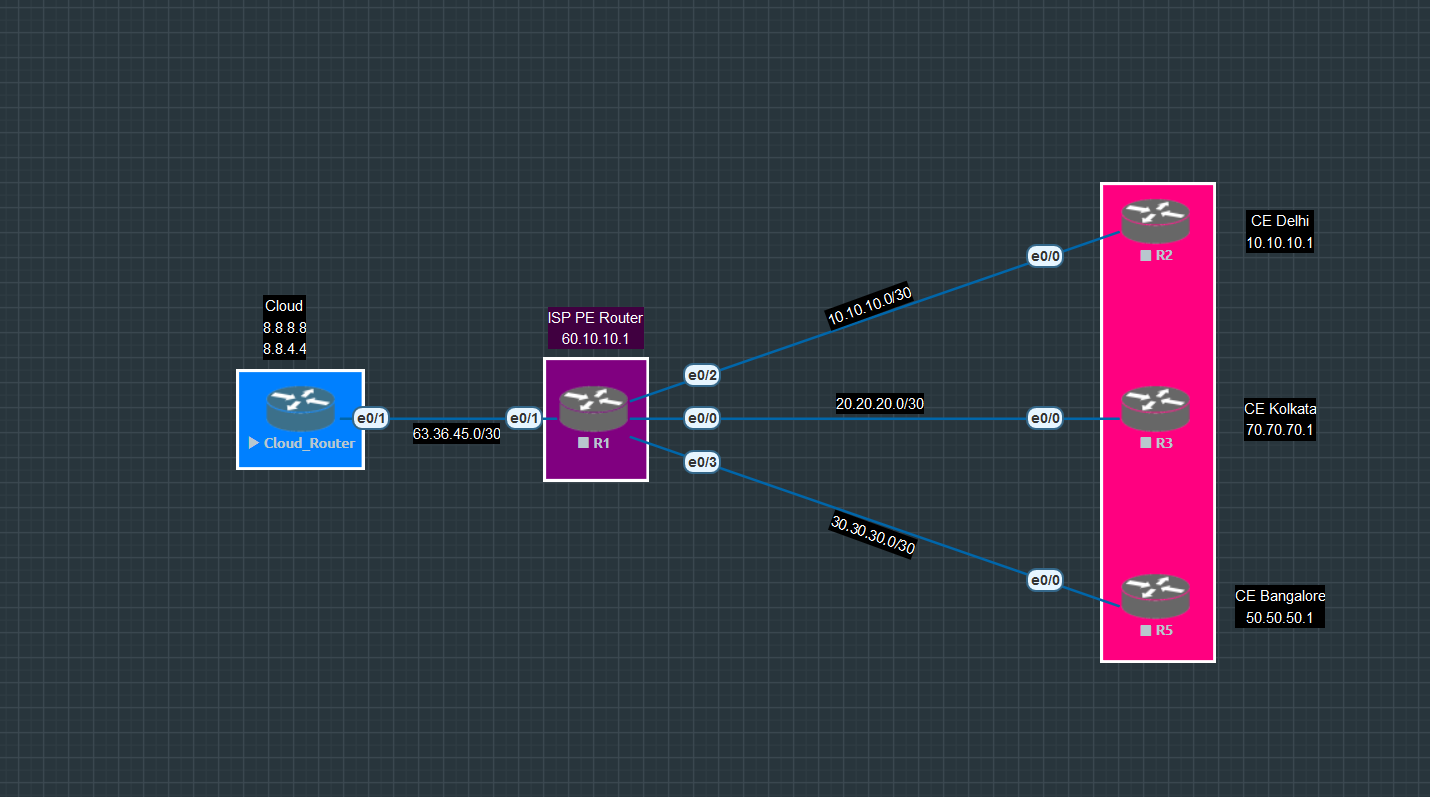 Cloud
8.8.8.8
8.8.4.4
Cloud_Router
e0/1
63.36.45.0/30
e0/1
ISP PE Router
60.10.10.1
R1
e0/2
e0/0
e0/3
10.10.10.0/30
20.20.20.0/30
30.30.30.0/30
e0/0
R2
CE Delhi
10.10.10.1
e0/0
R3
CE Kolkata
70.70.70.1
e0/0
R5
CE Bangalore
50.50.50.1